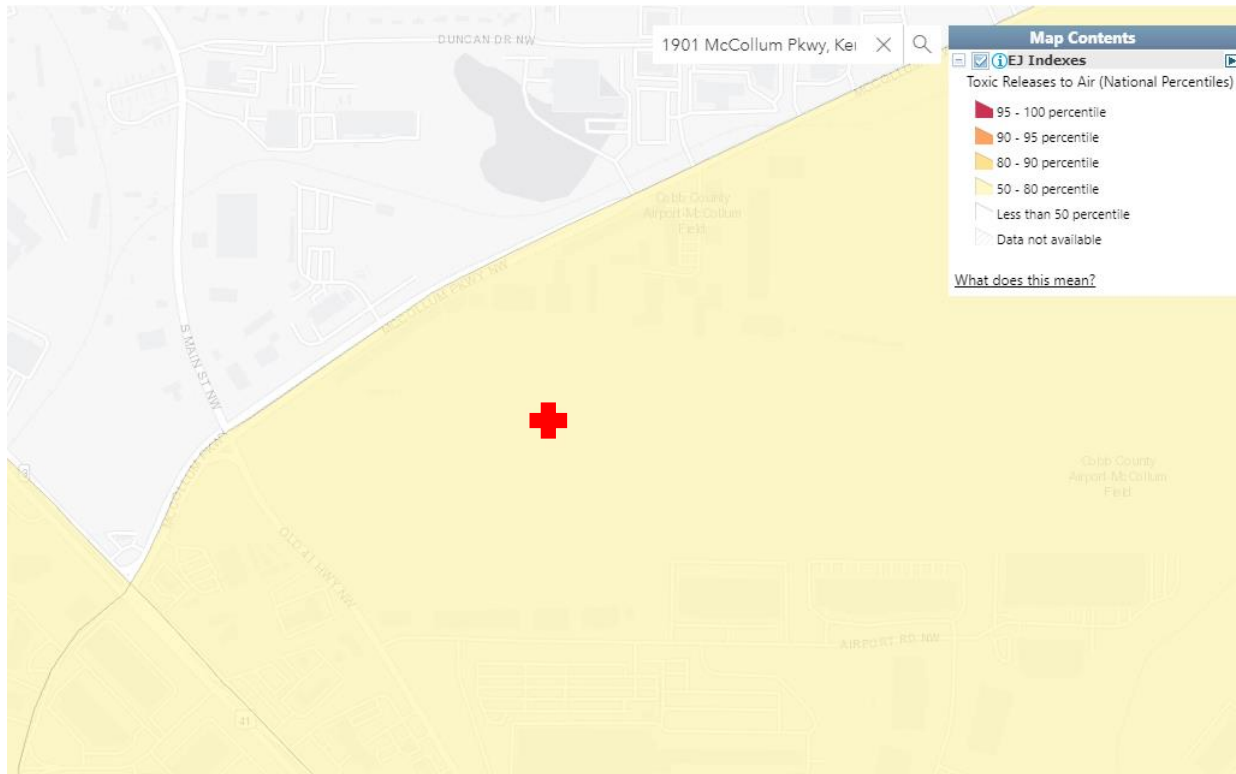 DUNCAN DR NW
1901 McCollum Pkwy, Ke
Map Contents
EJ Indexes
Toxic Releases to Air (National Percentiles)
95 - 100 percentile
90 - 95 percentile
80 - 90 percentile
50 - 80 percentile
Less than 50 percentile
Data not available
What does this mean?
Cobb County
Airport-McCollum
Field
MCCOLLUM PKWY NW
S MAIN ST NW
MCCOLLUM PKWY
Cobb County
Airport-McCollum
Field
OLD 41 HWY NW
AIRPORT RD NW
41